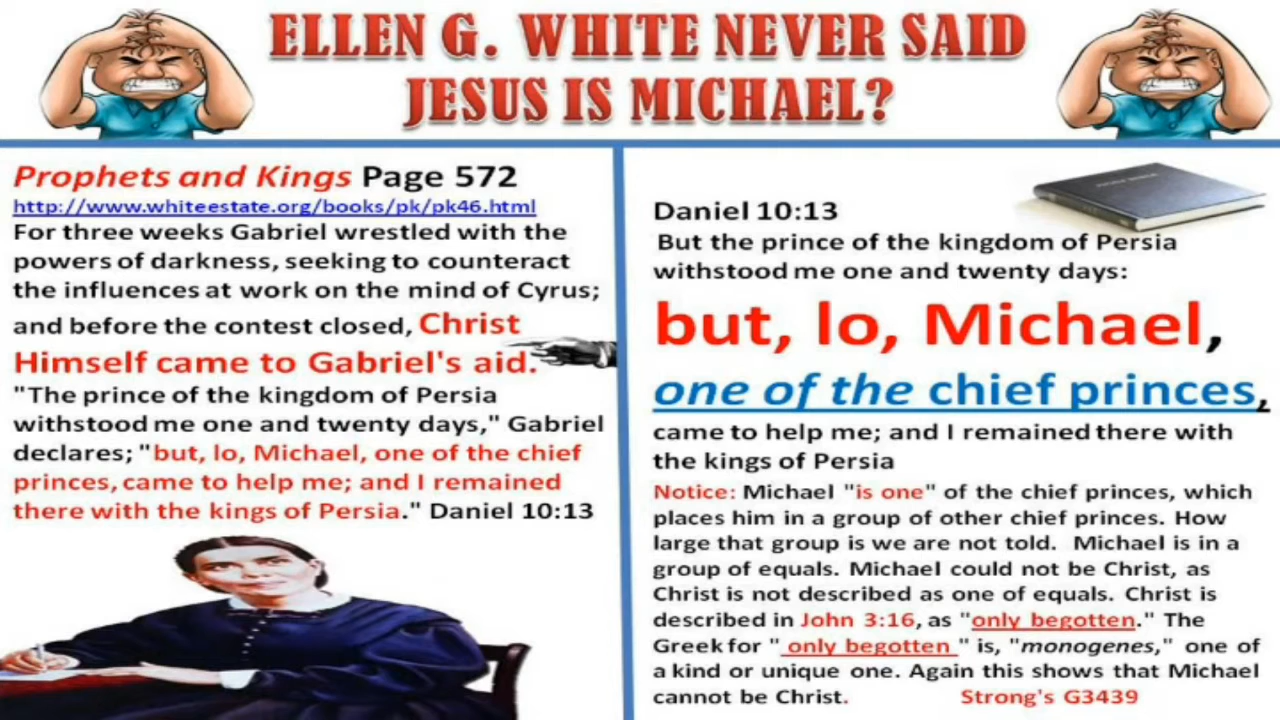 ELLEN G. WHITE NEVER SAID
JESUS IS MICHAEL?
Prophets and Kings Page 572
http://www.whiteestate.org/books/pk/pk46.html
For three weeks Gabriel wrestled with the
powers of darkness, seeking to counteract
the influences at work on the mind of Cyrus;
and before the contest closed, Christ
Himself came to Gabriel's aid.
"The prince of the kingdom of Persia
withstood me one and twenty days," Gabriel
declares; "but, lo, Michael, one of the chief
princes, came to help me; and I remained
there with the kings of Persia." Daniel 10:13
Daniel 10:13
But the prince of the kingdom of Persia
withstood me one and twenty days:
but, lo, Michael,
one of the chief princes,
came to help me; and I remained there with
the kings of Persia
Notice: Michael "is one" of the chief princes, which
places him in a group of other chief princes. How
large that group is we are not told. Michael is in a
group of equals. Michael could not be Christ, as
Christ is not described as one of equals. Christ is
described in John 3:16, as "only begotten." The
Greek for " only begotten " is, "monogenes," one of
a kind or unique one. Again this shows that Michael
cannot be Christ. Strong's G3439